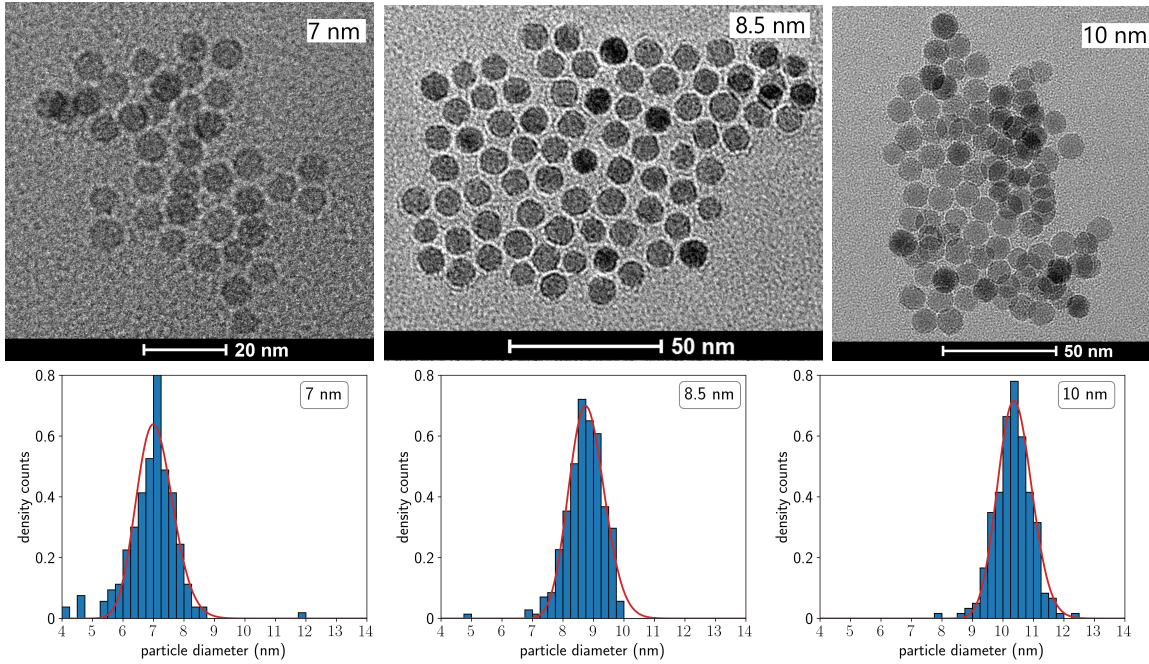 7 nm
8.5 nm
10 nm
20 nm
50 nm
50 nm
0.8
0.6
0.4
0.2
0
density counts
7 nm
4 5 6 7 8 9 10 11 12 13 14
particle diameter (nm)
0.8
0.6
0.4
0.2
0
density counts
8.5 nm
4 5 6 7 8 9 10 11 12 13 14
particle diameter (nm)
0.8
0.6
0.4
0.2
0
density counts
10 nm
4 5 6 7 8 9 10 11 12 13 14
particle diameter (nm)